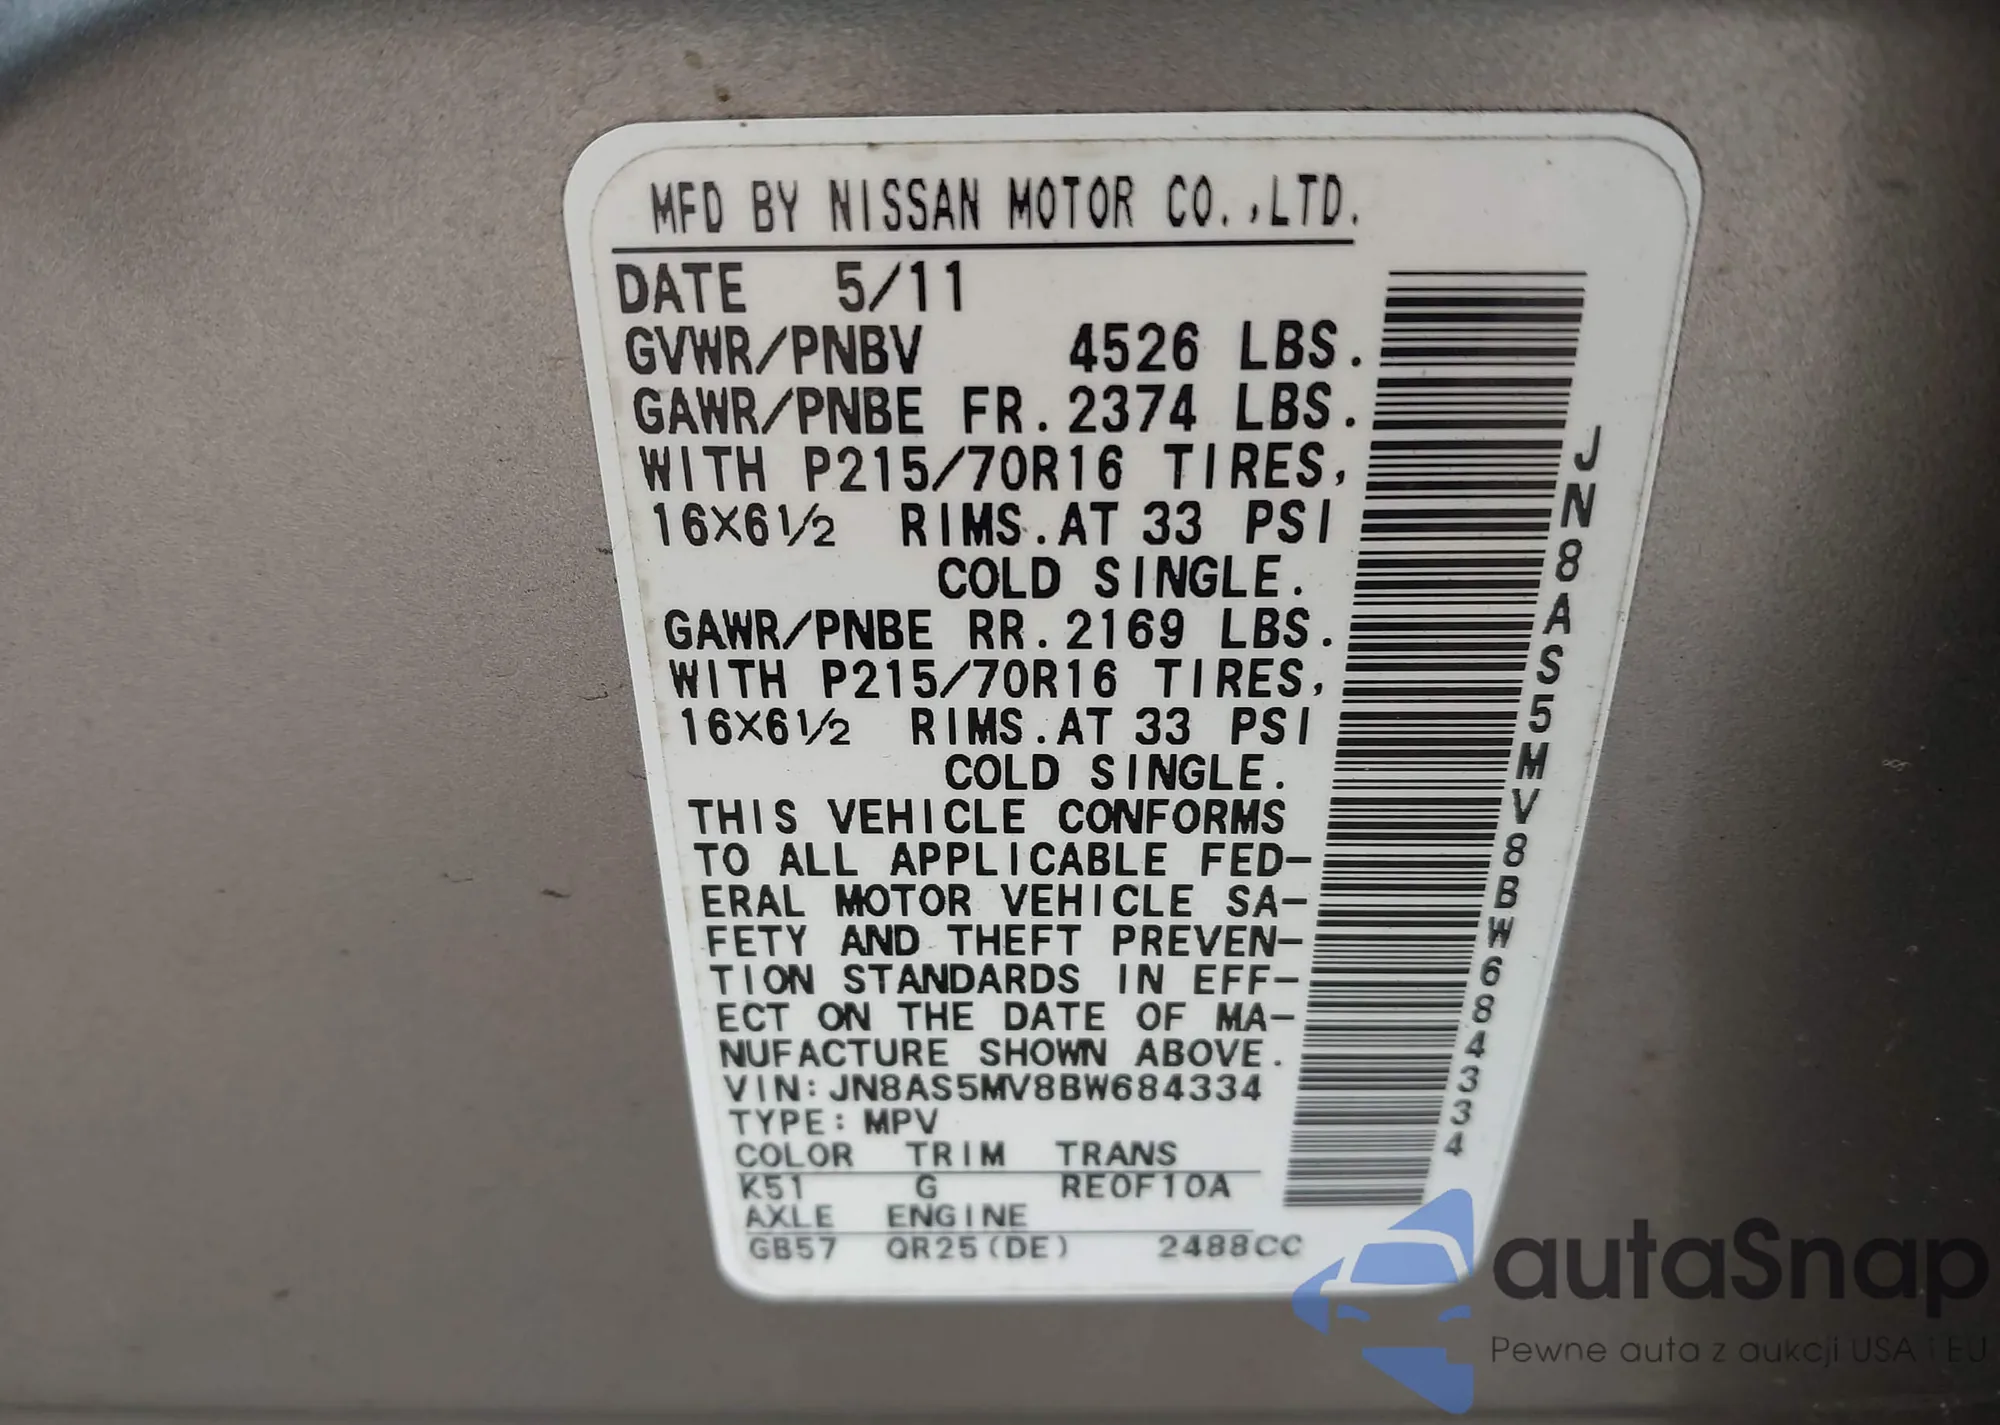 MFD BY NISSAN MOTOR CO.,LTD.
DATE 5/11
GVWR/PNBV 4526 LBS.
GAWR/PNBE FR.2374 LBS.
WITH P215/70R16 TIRES,
16X6½ RIMS.AT 33 PSI
COLD SINGLE.
GAWR/PNBE RR.2169 LBS.
WITH P215/70R16 TIRES,
16X6½ RIMS.AT 33 PSI
COLD SINGLE.
THIS VEHICLE CONFORMS
TO ALL APPLICABLE FED-
ERAL MOTOR VEHICLE SA-
FETY AND THEFT PREVEN-
TION STANDARDS IN EFF-
ECT ON THE DATE OF MA-
NUFACTURE SHOWN ABOVE.
VIN:JN8AS5MV8BW684334
TYPE:MPV
COLOR TRIM TRANS
K51 G RE0F10A
AXLE ENGINE
GB57 QR25(DE) 2488CC
JN8AS5MV8BW684334
autaSnap
Pewne auta z aukcji USA i EU